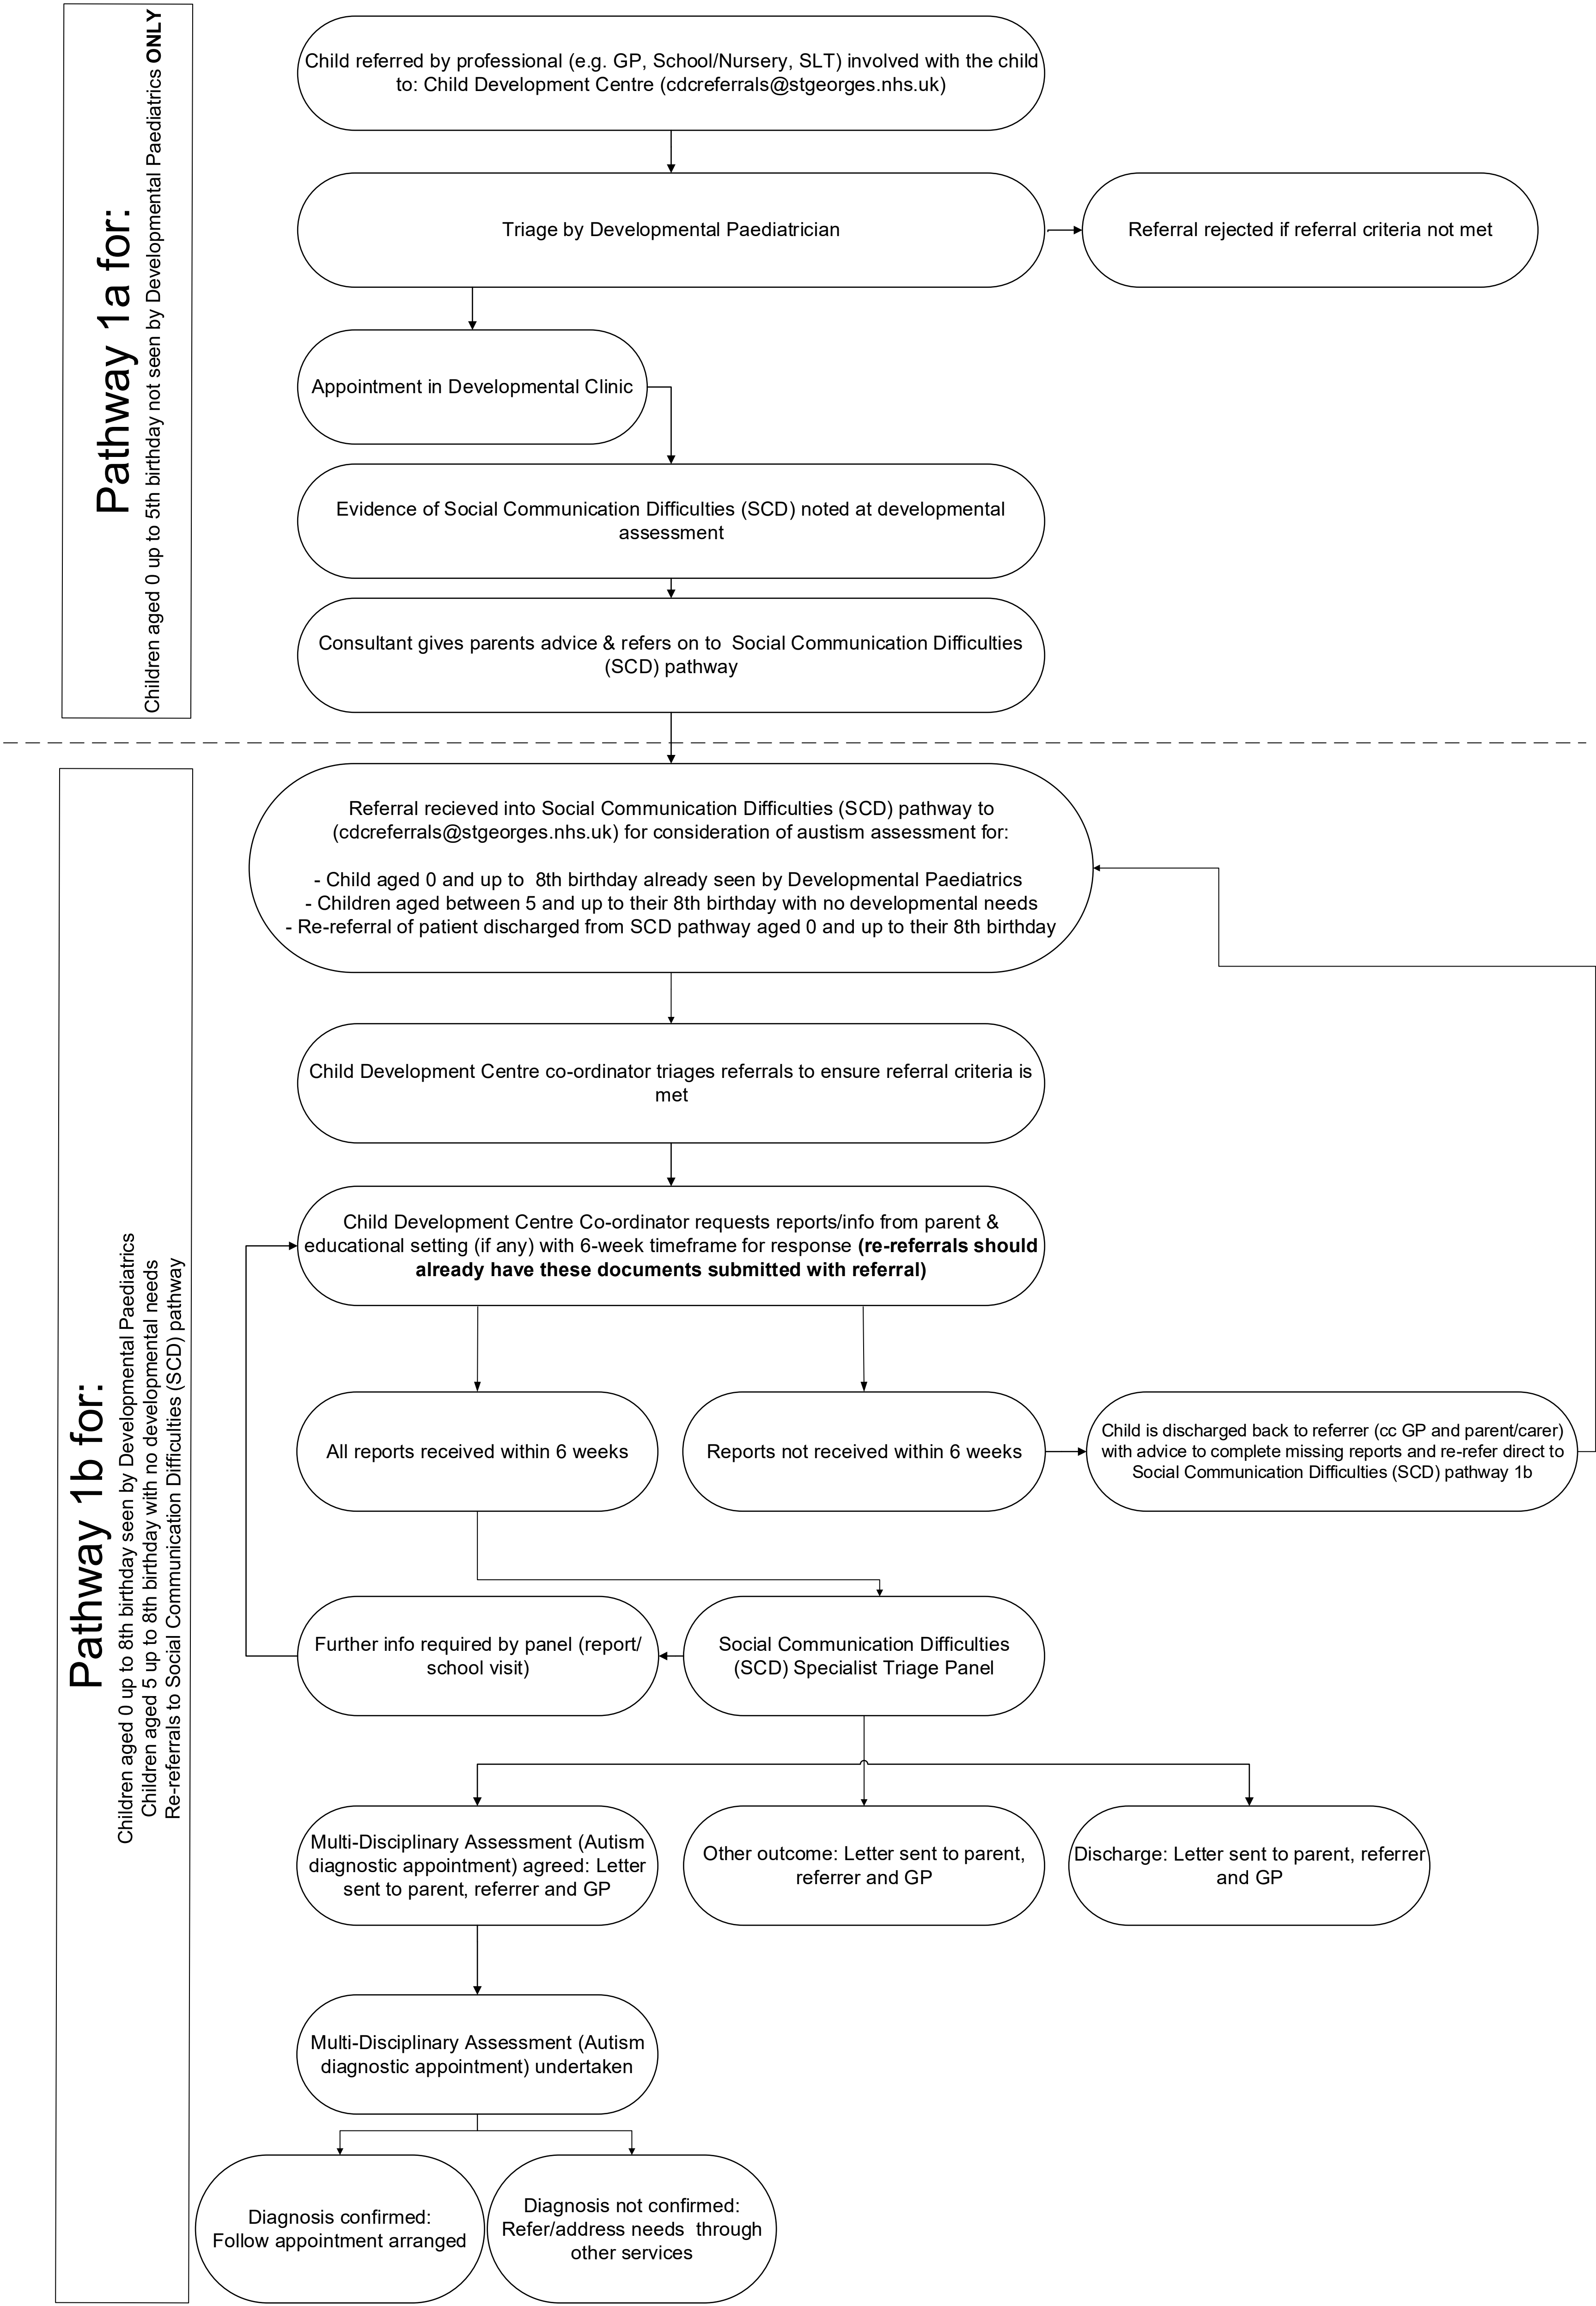 Pathway 1a for:
Children aged 0 up to 5th birthday not seen by Developmental Paediatrics ONLY
Child referred by professional (e.g. GP, School/Nursery, SLT) involved with the child
to: Child Development Centre (cdcreferrals@stgeorges.nhs.uk)
Triage by Developmental Paediatrician
Referral rejected if referral criteria not met
Appointment in Developmental Clinic
Evidence of Social Communication Difficulties (SCD) noted at developmental
assessment
Consultant gives parents advice & refers on to Social Communication Difficulties
(SCD) pathway
Pathway 1b for:
Children aged 0 up to 8th birthday seen by Developmental Paediatrics
Children aged 5 up to 8th birthday with no developmental needs
Re-referrals to Social Communication Difficulties (SCD) pathway
Referral recieved into Social Communication Difficulties (SCD) pathway to
(cdcreferrals@stgeorges.nhs.uk) for consideration of austism assessment for:
- Child aged 0 and up to 8th birthday already seen by Developmental Paediatrics
- Children aged between 5 and up to their 8th birthday with no developmental needs
- Re-referral of patient discharged from SCD pathway aged 0 and up to their 8th birthday
Child Development Centre co-ordinator triages referrals to ensure referral criteria is
met
Child Development Centre Co-ordinator requests reports/info from parent &
educational setting (if any) with 6-week timeframe for response (re-referrals should
already have these documents submitted with referral)
All reports received within 6 weeks
Reports not received within 6 weeks
Child is discharged back to referrer (cc GP and parent/carer)
with advice to complete missing reports and re-refer direct to
Social Communication Difficulties (SCD) pathway 1b
Further info required by panel (report/
school visit)
Social Communication Difficulties
(SCD) Specialist Triage Panel
Multi-Disciplinary Assessment (Autism
diagnostic appointment) agreed: Letter
sent to parent, referrer and GP
Other outcome: Letter sent to parent,
referrer and GP
Discharge: Letter sent to parent, referrer
and GP
Multi-Disciplinary Assessment (Autism
diagnostic appointment) undertaken
Diagnosis confirmed:
Follow appointment arranged
Diagnosis not confirmed:
Refer/address needs through
other services